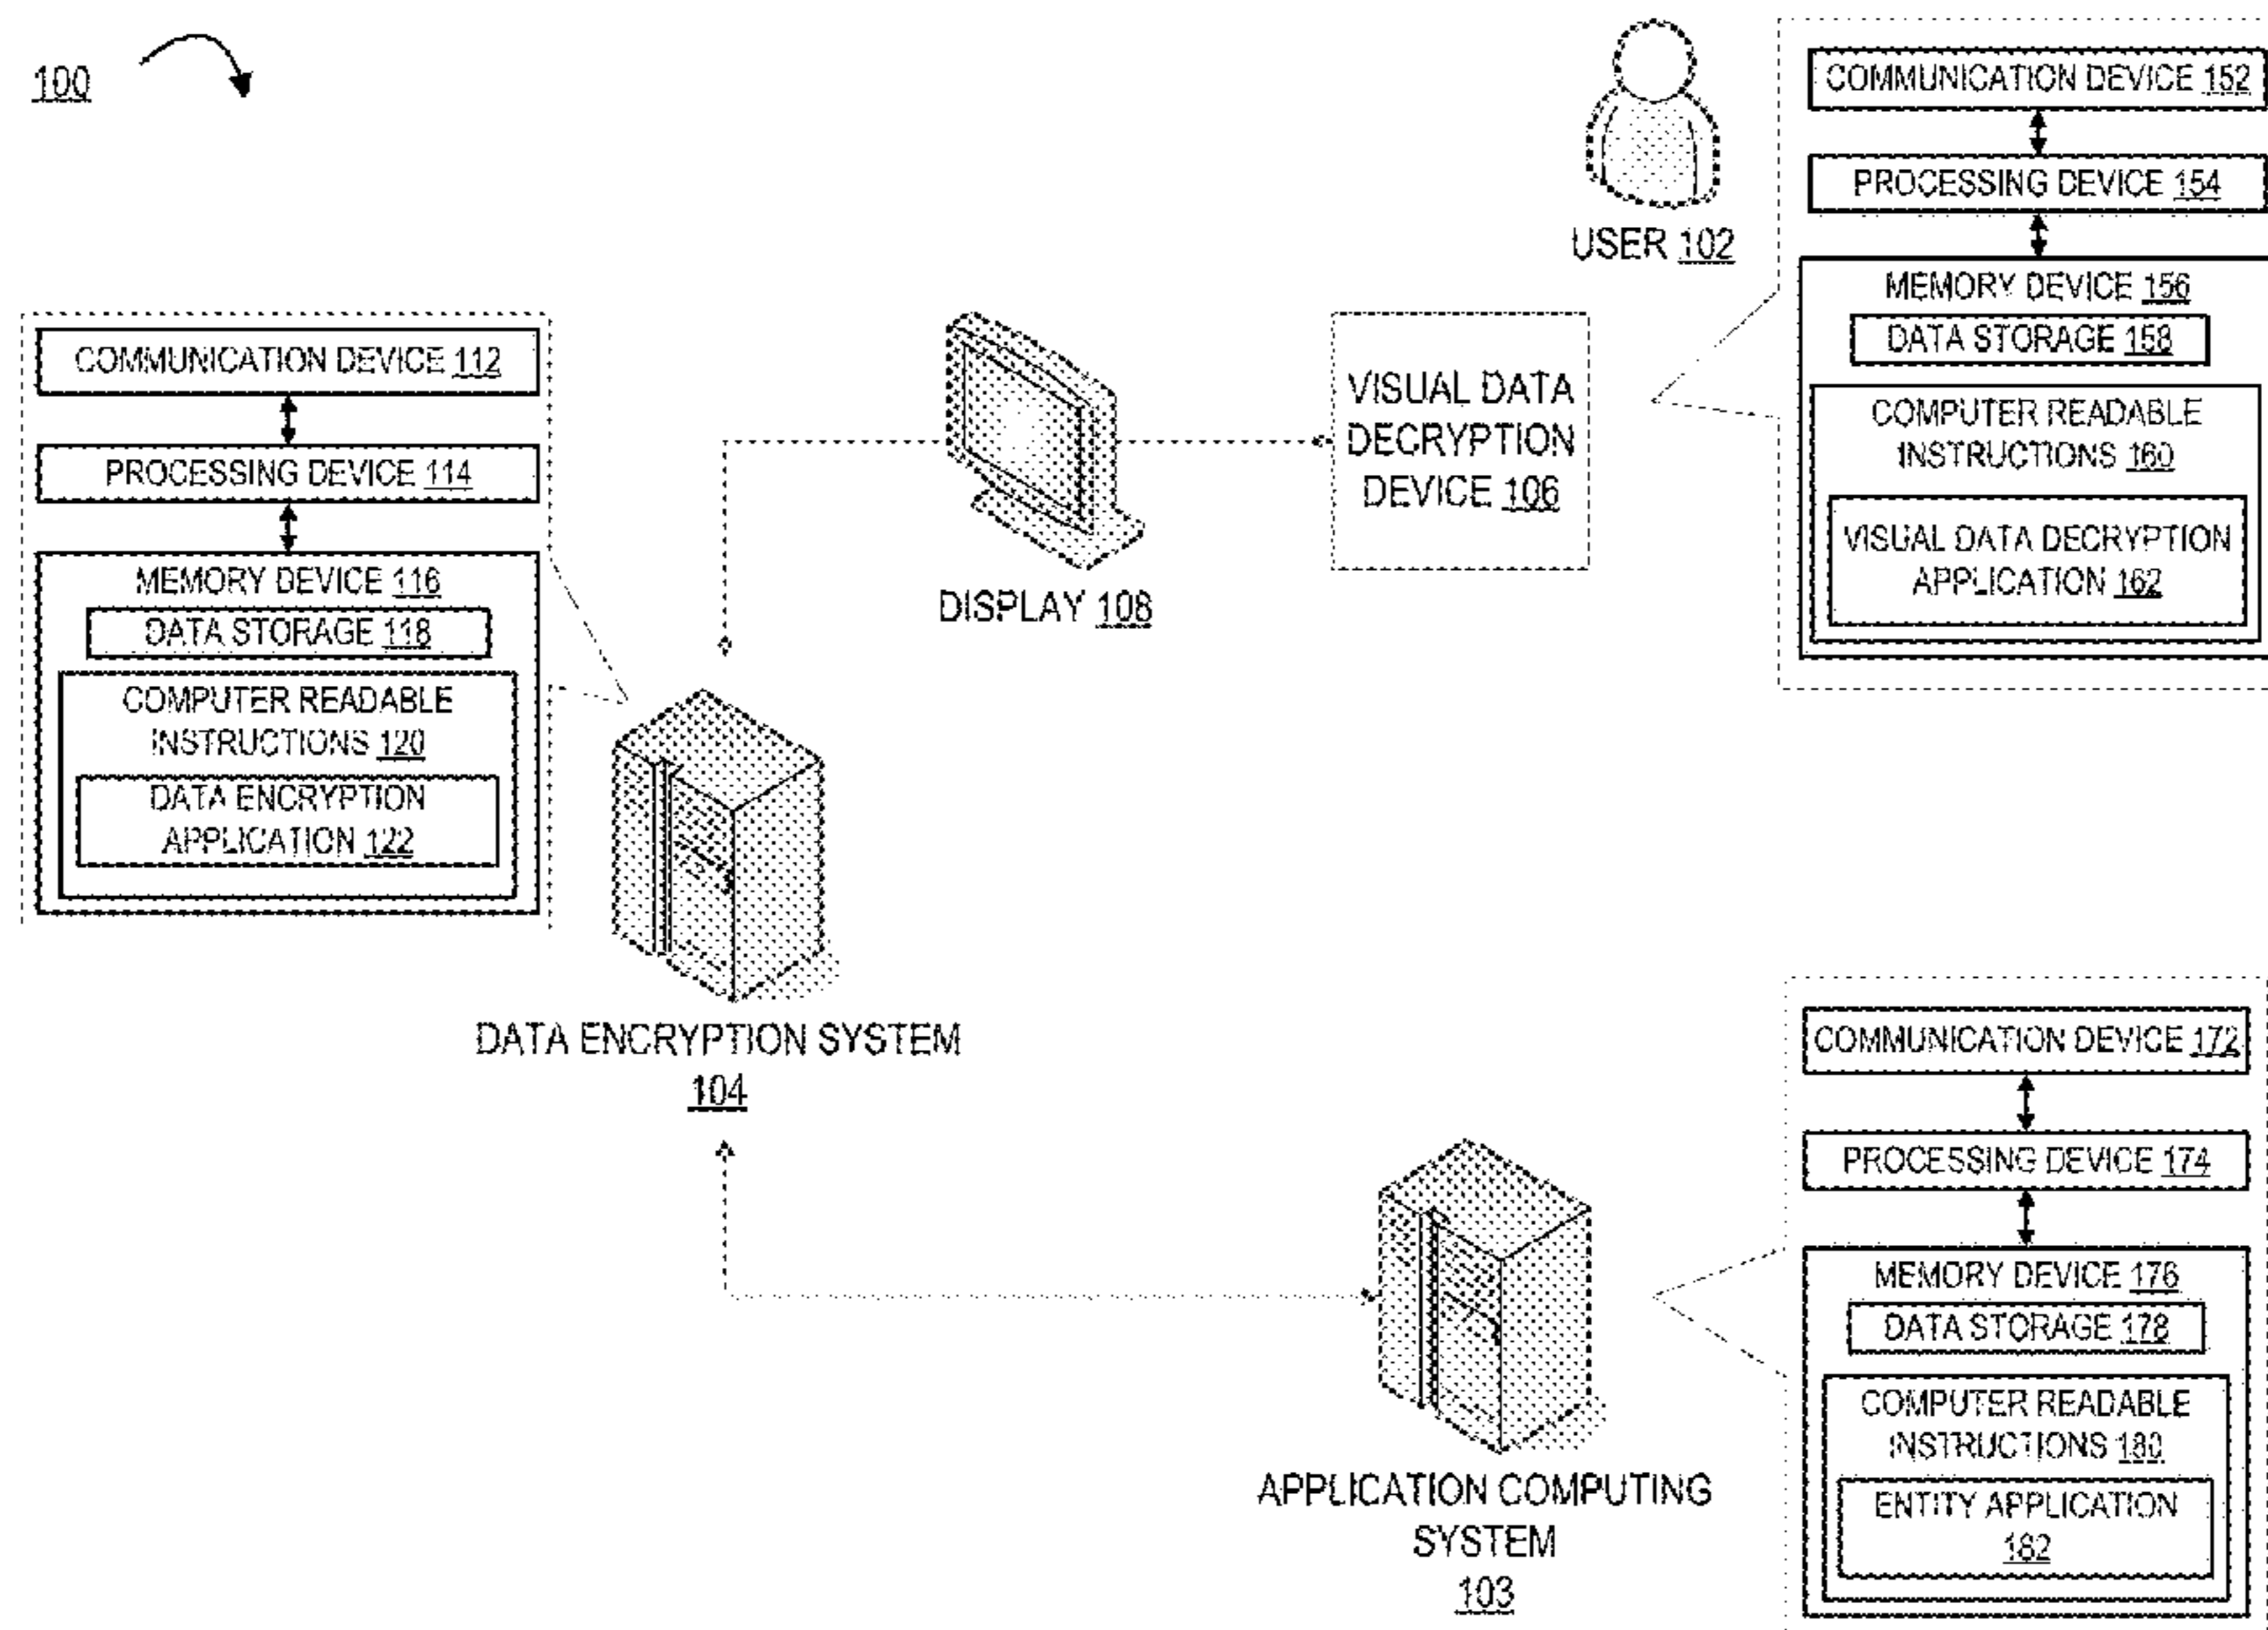 100
USER 102
COMMUNICATION DEVICE 152
PROCESSING DEVICE 154
MEMORY DEVICE 156
DATA STORAGE 158
COMPUTER READABLE
INSTRUCTIONS 160
VISUAL DATA DECRYPTION
APPLICATION 162
COMMUNICATION DEVICE 112
PROCESSING DEVICE 114
MEMORY DEVICE 116
DATA STORAGE 118
COMPUTER READABLE
INSTRUCTIONS 120
DATA ENCRYPTION
APPLICATION 122
DISPLAY 108
VISUAL DATA
DECRYPTION
DEVICE 106
DATA ENCRYPTION SYSTEM
104
APPLICATION COMPUTING
SYSTEM
103
COMMUNICATION DEVICE 172
PROCESSING DEVICE 174
MEMORY DEVICE 176
DATA STORAGE 178
COMPUTER READABLE
INSTRUCTIONS 180
ENTITY APPLICATION
182